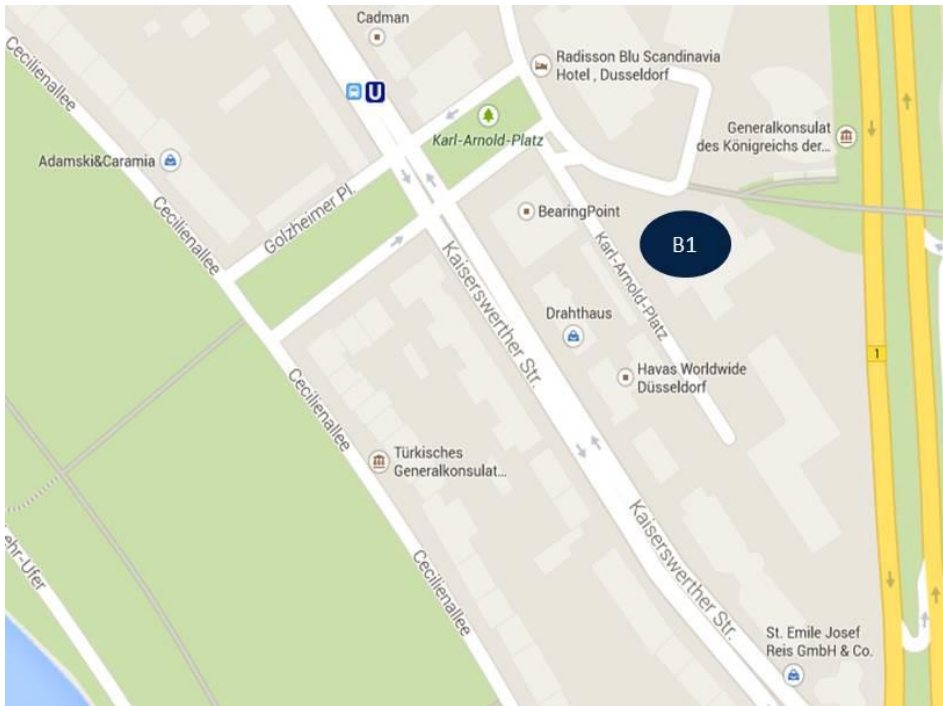 Cadman
Cecilienallee
Radisson Blu Scandinavia
Hotel , Dusseldorf
U
Karl-Arnold-Platz
Generalkonsulat
des Königreichs der...
Adamski&Caramia
Golzheimer Pl.
Cecilienallee
BearingPoint
B1
Karl-Arnold-Platz
Kaiserswerther Str.
Drahthaus
1
Havas Worldwide
Düsseldorf
Cecilienallee
Türkisches
Generalkonsulat...
Kaiserswerther Str.
ehr-Ufer
Cecilienallee
St. Emile Josef
Reis GmbH & Co.